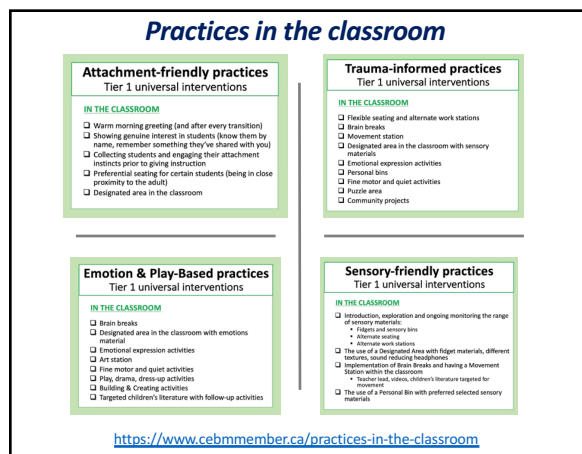 Practices in the classroom
Attachment-friendly practices
Tier 1 universal interventions
IN THE CLASSROOM
❑ Warm morning greeting (and after every transition)
❑ Showing genuine interest in students (know them by
name, remember something they've shared with you)
❑ Collecting students and engaging their attachment
instincts prior to giving instruction
❑ Preferential seating for certain students (being in close
proximity to the adult)
❑ Designated area in the classroom
Trauma-informed practices
Tier 1 universal interventions
IN THE CLASSROOM
❑ Flexible seating and alternate work stations
❑ Brain breaks
❑ Movement station
❑ Designated area in the classroom with sensory
materials
❑ Emotional expression activities
❑ Personal bins
❑ Fine motor and quiet activities
❑ Puzzle area
❑ Community projects
Emotion & Play-Based practices
Tier 1 universal interventions
IN THE CLASSROOM
❑ Brain breaks
❑ Designated area in the classroom with emotions
material
❑ Emotional expression activities
❑ Art station
❑ Fine motor and quiet activities
❑ Play, drama, dress-up activities
❑ Building & Creating activities
❑ Targeted children's literature with follow-up activities
Sensory-friendly practices
Tier 1 universal interventions
IN THE CLASSROOM
❑ Introduction, exploration and ongoing monitoring the range
of sensory materials:
▪ Fidgets and sensory bins
▪ Alternate seating
▪ Alternate work stations
❑ The use of a Designated Area with fidget materials, different
textures, sound reducing headphones
❑ Implementation of Brain Breaks and having a Movement
Station within the classroom
▪ Teacher lead, videos, children's literature targeted for
movement
❑ The use of a Personal Bin with preferred selected sensory
materials
https://www.cebmmember.ca/practices-in-the-classroom